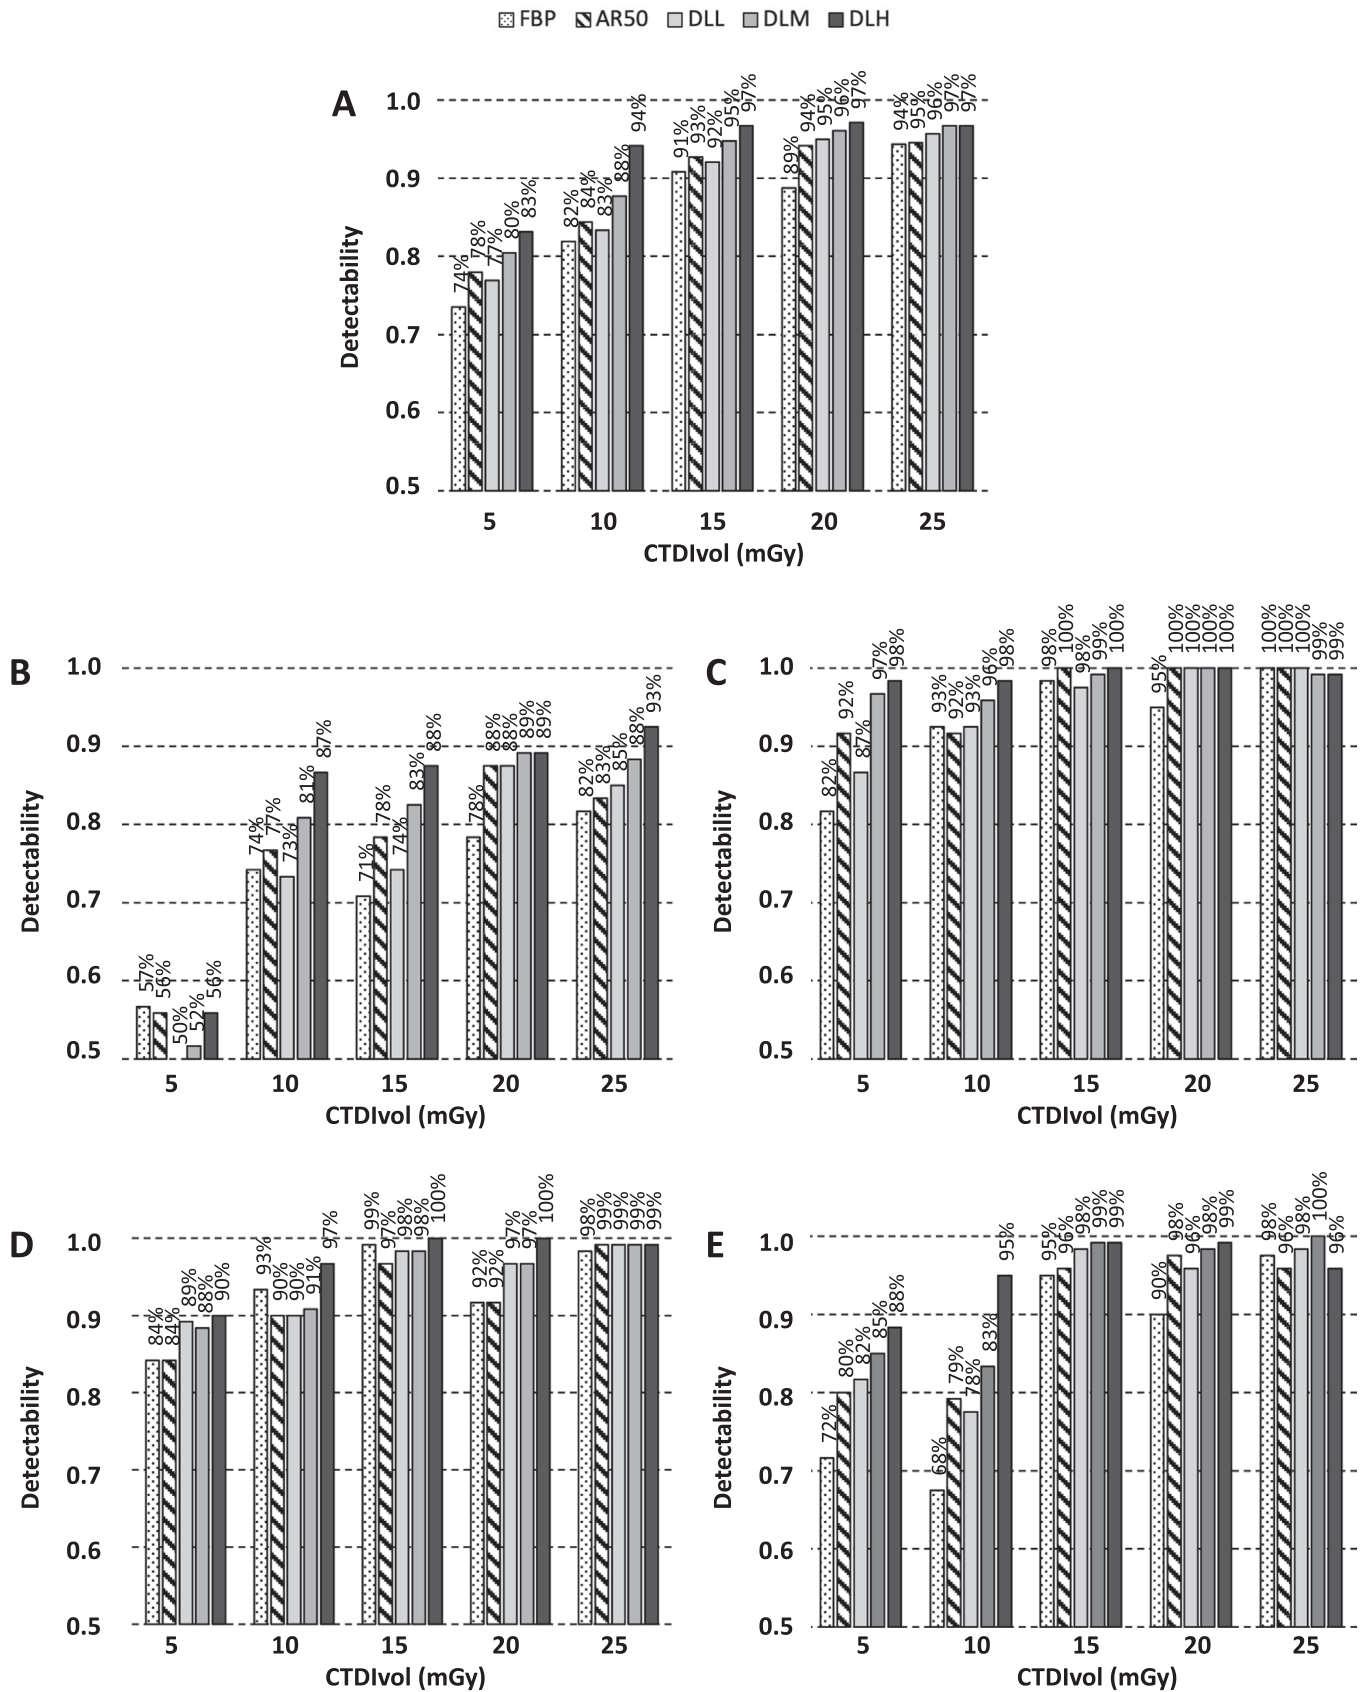 FBP AR50 DLL DLM DLH
A
1.0
0.9
0.8
0.7
0.6
0.5
Detectability
74% 78% 77% 80% 83%
82% 84% 83% 88% 94%
91% 93% 92% 95% 97%
89% 94% 95% 96% 97%
94% 95% 96% 97% 97%
5 10 15 20 25
CTDIvol (mGy)
B
1.0
0.9
0.8
0.7
0.6
0.5
Detectability
57% 56% 50% 52% 56%
74% 77% 73% 81% 87%
71% 78% 74% 83% 88%
78% 88% 88% 89% 89%
82% 83% 85% 88% 93%
5 10 15 20 25
CTDIvol (mGy)
C
1.0
0.9
0.8
0.7
0.6
0.5
Detectability
82% 92% 87% 97% 98%
93% 92% 93% 96% 98%
98% 100% 98% 99% 100%
95% 100% 100% 100% 100%
100% 100% 100% 99% 99%
5 10 15 20 25
CTDIvol (mGy)
D
1.0
0.9
0.8
0.7
0.6
0.5
Detectability
84% 84% 89% 88% 90%
93% 90% 90% 91% 97%
99% 97% 98% 98% 100%
92% 92% 97% 97% 100%
98% 99% 99% 99% 99%
5 10 15 20 25
CTDIvol (mGy)
E
1.0
0.9
0.8
0.7
0.6
0.5
Detectability
72% 80% 82% 85% 88%
68% 79% 78% 83% 95%
95% 96% 98% 99% 99%
90% 98% 96% 98% 99%
98% 96% 98% 100% 96%
5 10 15 20 25
CTDIvol (mGy)